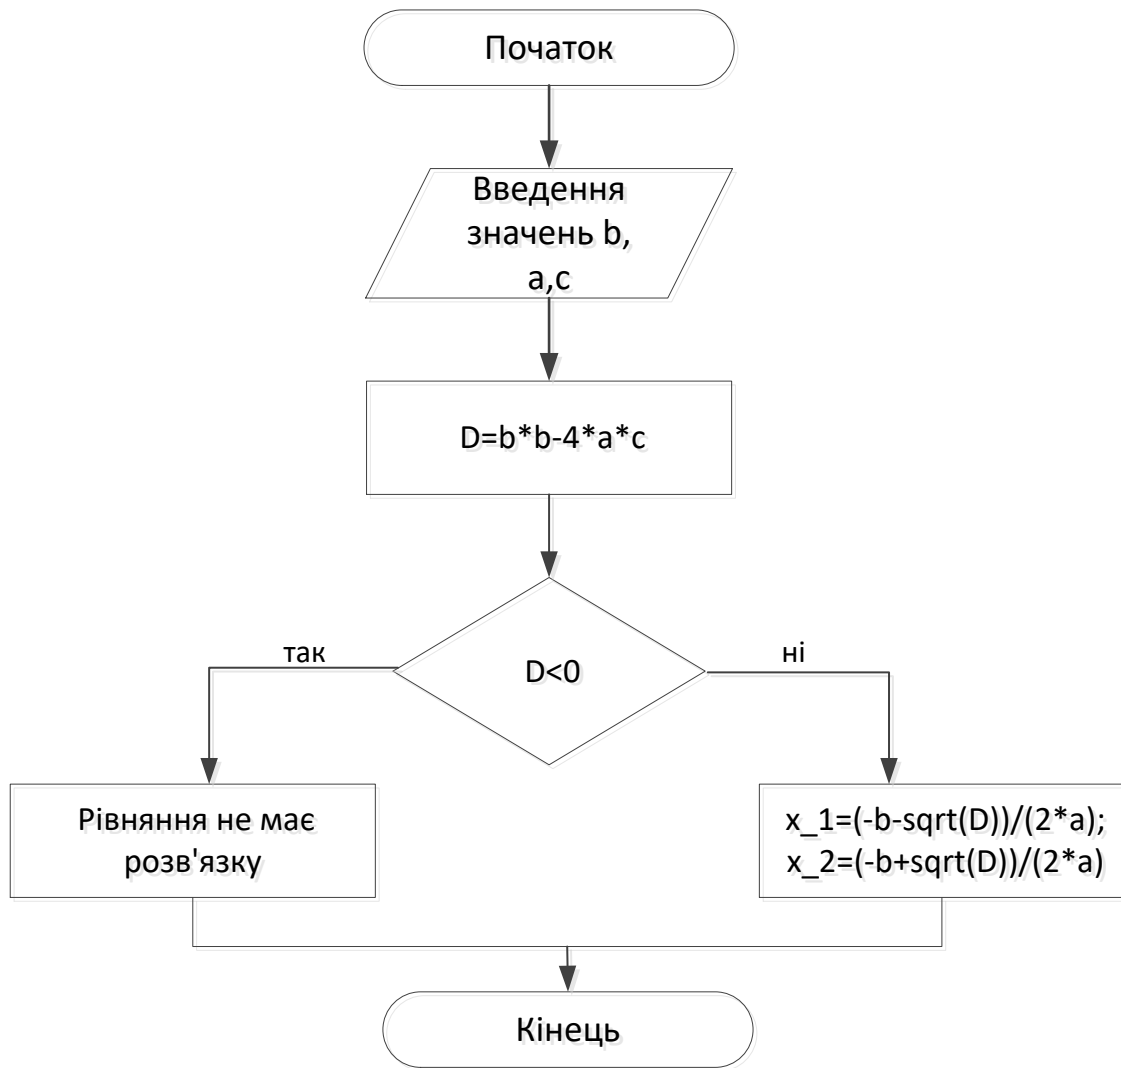 Початок
Введення
значень b,
a,c
D=b*b-4*a*c
так
D<0
ні
Рівняння не має
розв'язку
x_1=(-b-sqrt(D))/(2*a);
x_2=(-b+sqrt(D))/(2*a)
Кінець